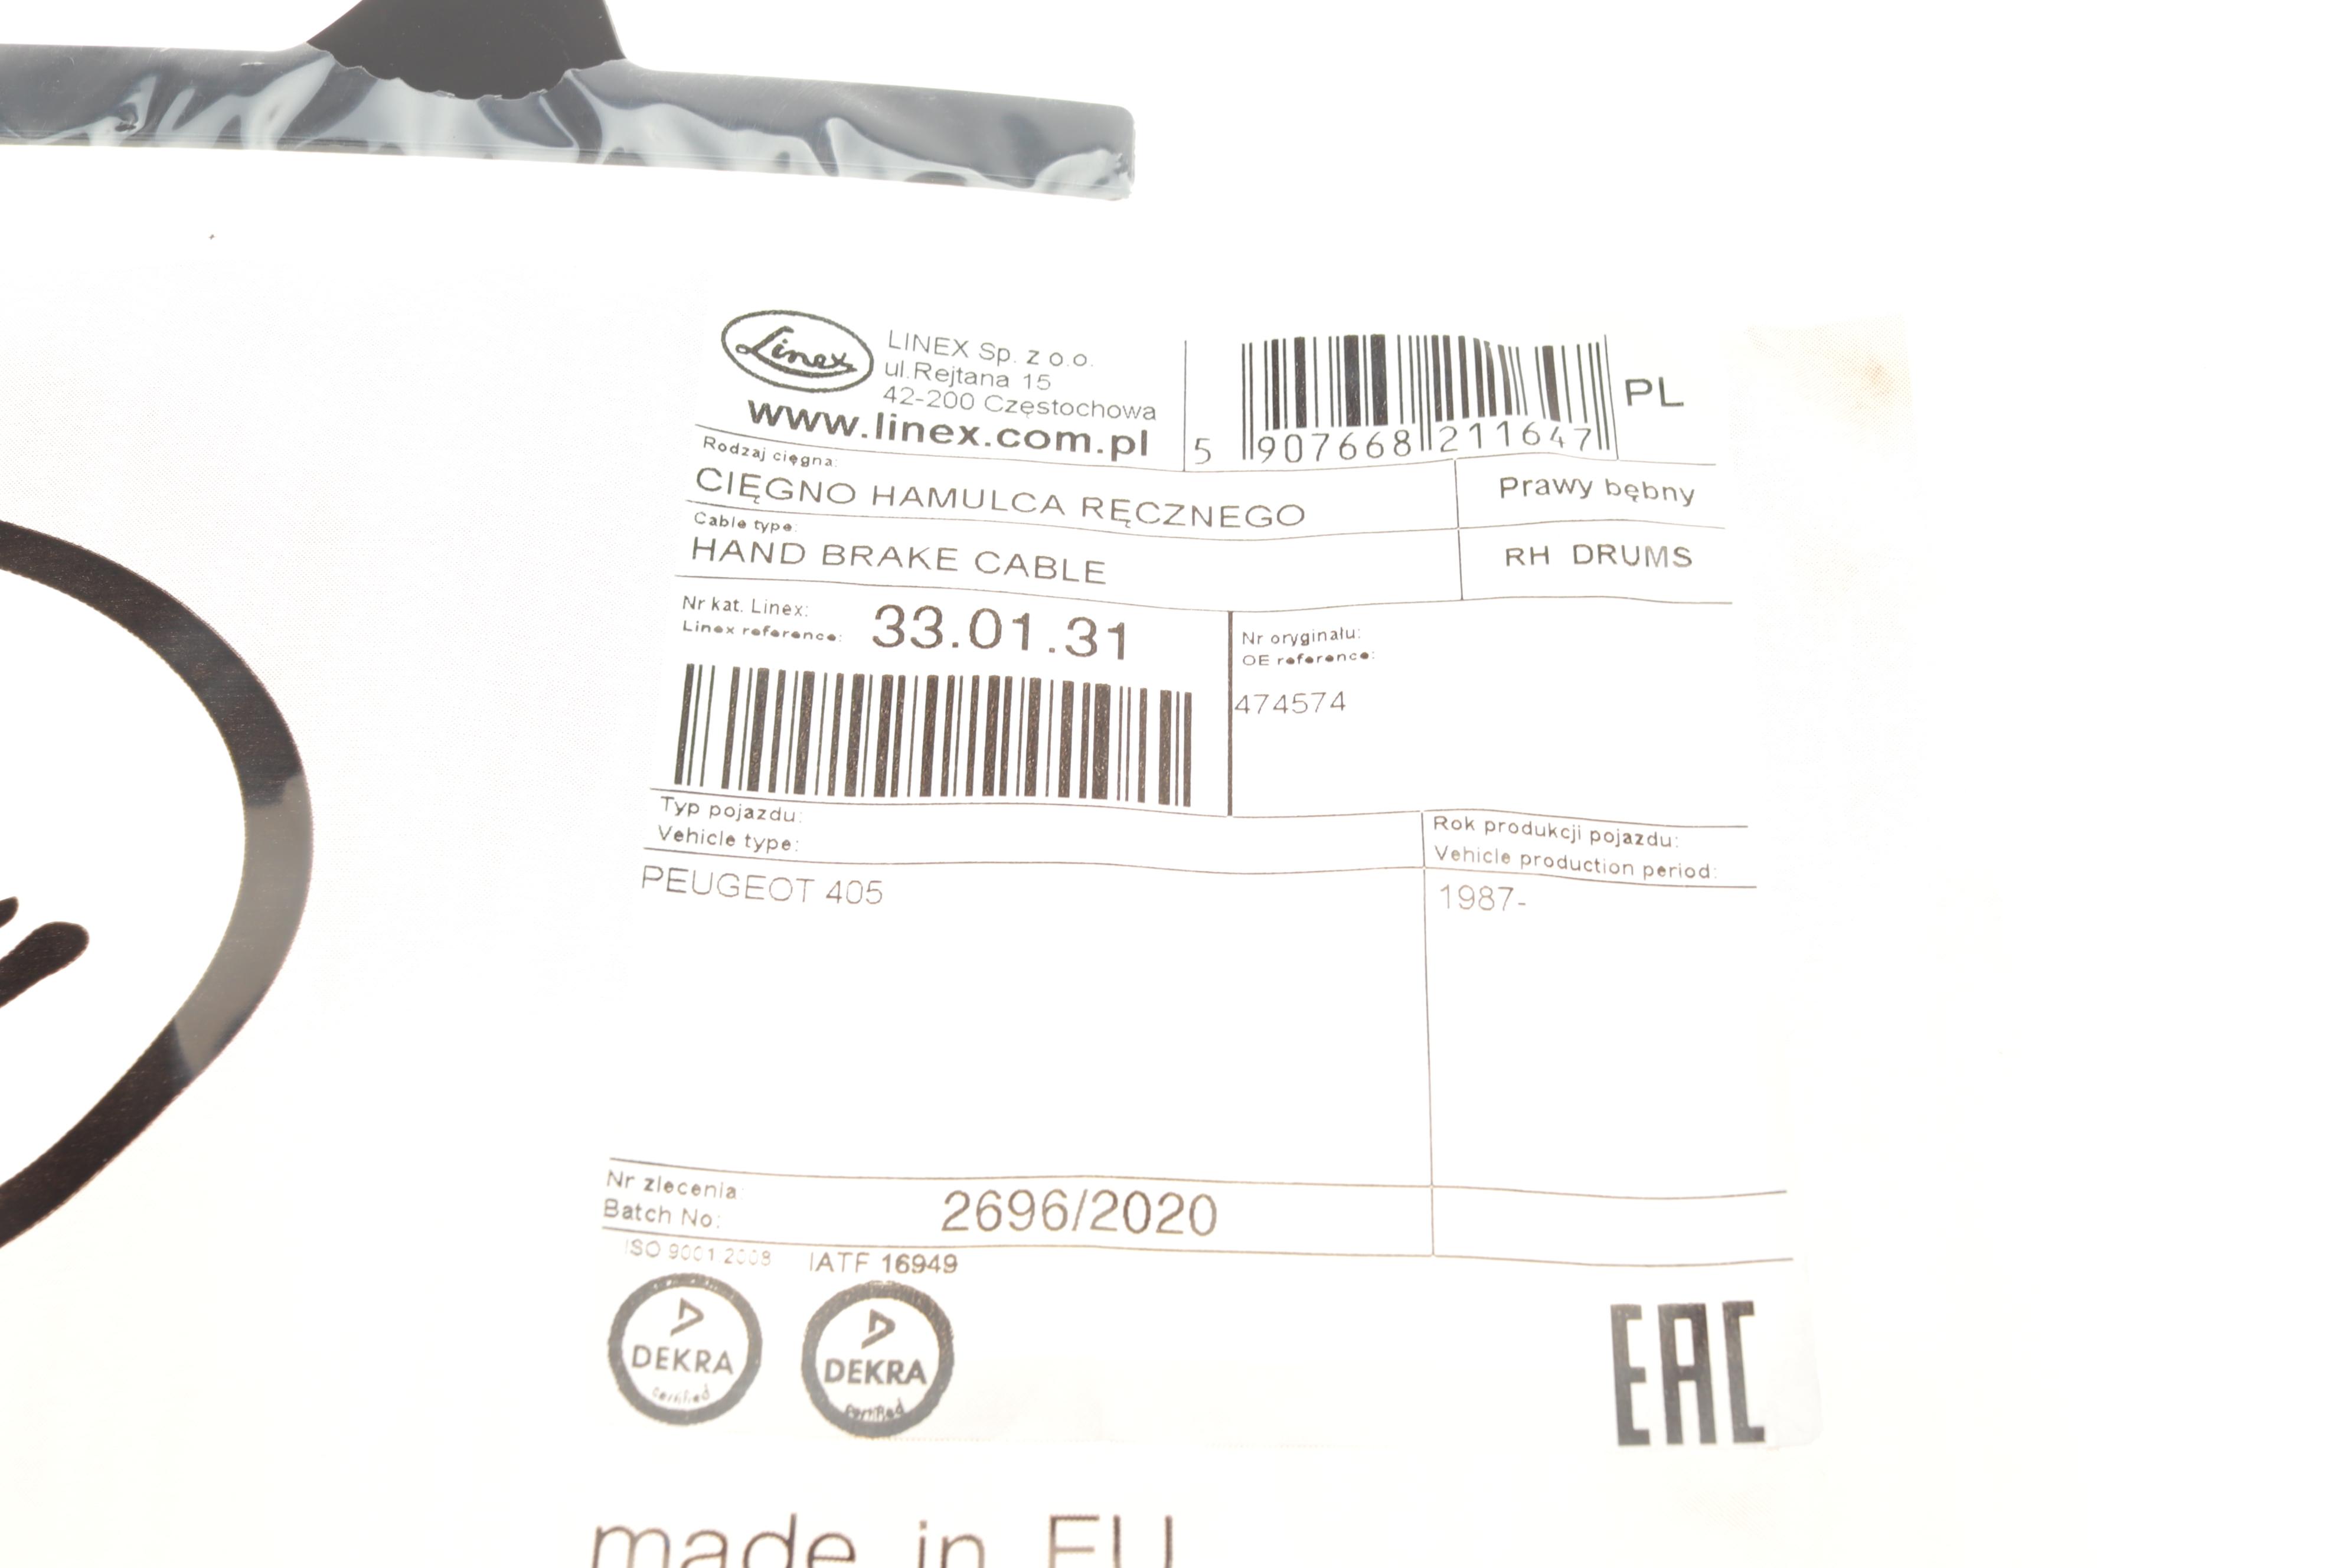 Linex
LINEX Sp. z o.o.
ul.Rejtana 15
42-200 Częstochowa
www.linex.com.pl
5 907668 211647
PL
Rodzaj cięgna:
CIĘGNO HAMULCA RĘCZNEGO
Prawy bębny
Cable type:
HAND BRAKE CABLE
RH DRUMS
Nr kat. Linex:
Linex reference:
33.01.31
Nr oryginału:
OE reference:
474574
Typ pojazdu:
Vehicle type:
Rok produkcji pojazdu:
Vehicle production period:
PEUGEOT 405
1987-
Nr zlecenia:
Batch No:
2696/2020
ISO 9001 2008
IATF 16949
DEKRA
certified
DEKRA
certified
EAC
made in EU